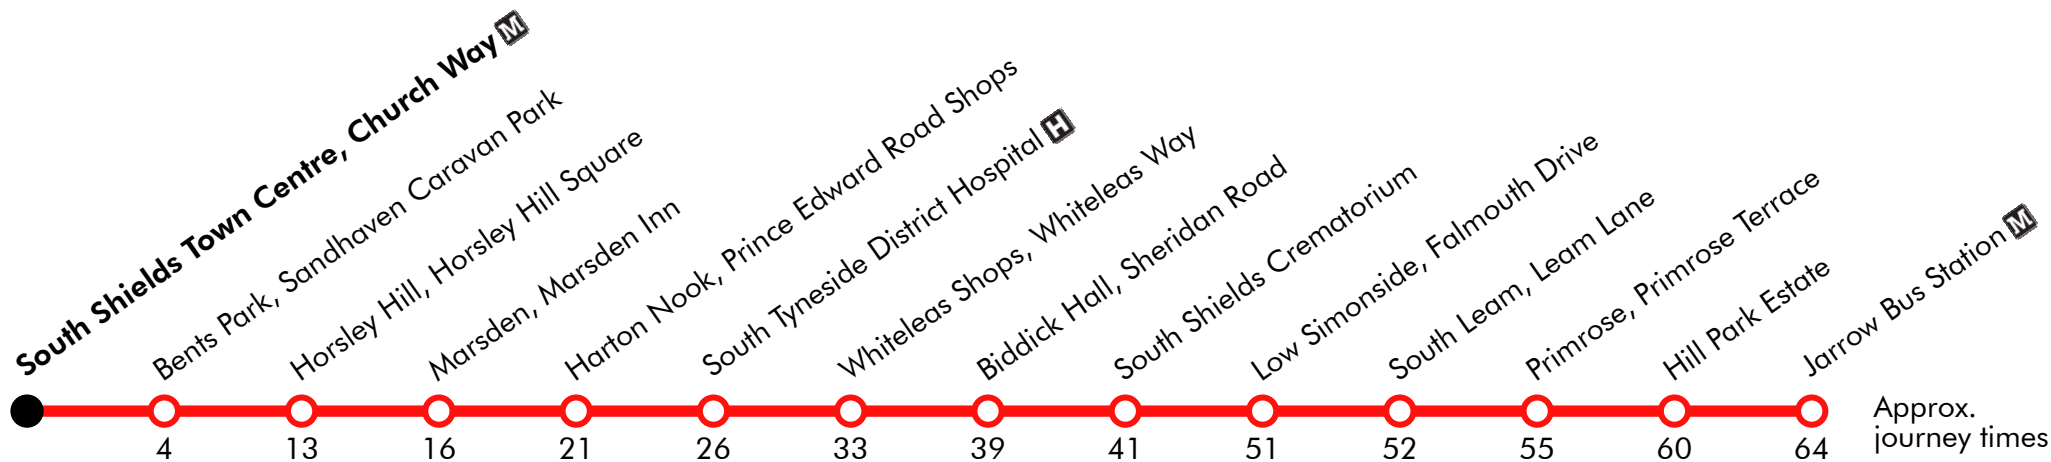 South Shields Town Centre, Church Way M
Bents Park, Sandhaven Caravan Park
Horsley Hill, Horsley Hill Square
Marsden, Marsden Inn
Harton Nook, Prince Edward Road Shops
South Tyneside District Hospital H
Whiteleas Shops, Whiteleas Way
Biddick Hall, Sheridan Road
South Shields Crematorium
Low Simonside, Falmouth Drive
South Leam, Leam Lane
Primrose, Primrose Terrace
Hill Park Estate
Jarrow Bus Station M
4 13 16 21 26 33 39 41 51 52 55 60 64
Approx.
journey times